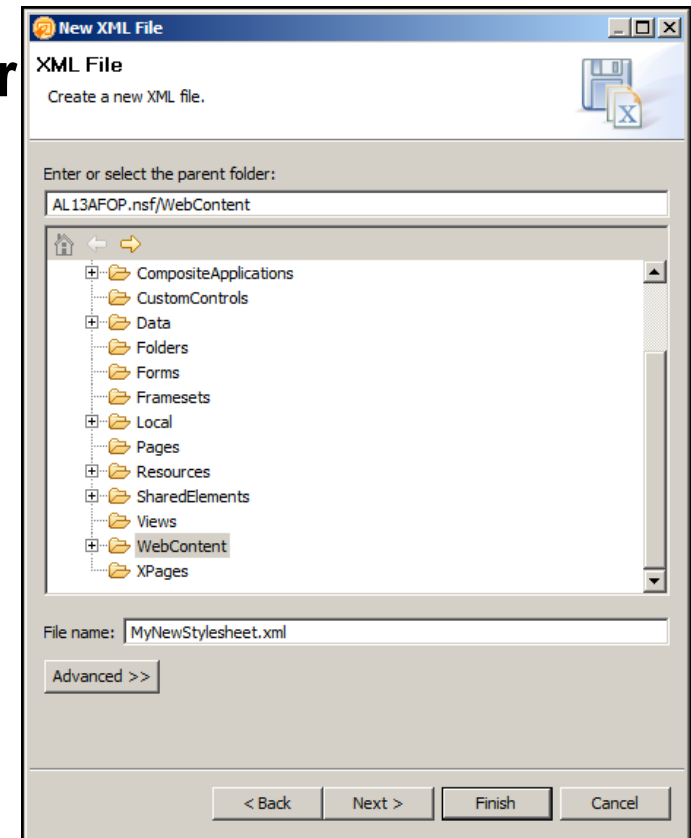 New XML File
r
XML File
Create a new XML file.
X
Enter or select the parent folder:
AL13AFOP.nsf/WebContent
CompositeApplications
CustomControls
Data
Folders
Forms
Framesets
Local
Pages
Resources
SharedElements
Views
WebContent
XPages
File name: MyNewStylesheet.xml
Advanced >>
< Back Next > Finish Cancel